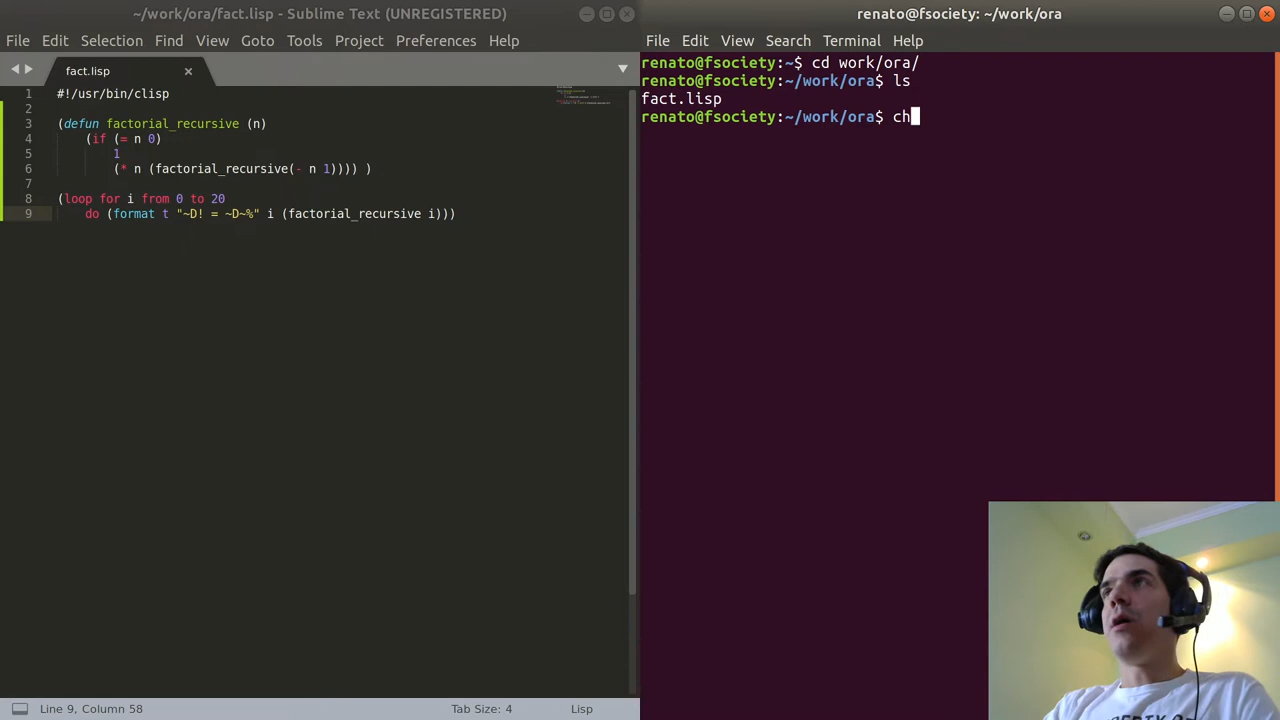 ~/work/ora/fact.lisp - Sublime Text (UNREGISTERED)
File Edit Selection Find View Goto Tools Project Preferences Help
fact.lisp
1 #!/usr/bin/clisp
2
3 (defun factorial_recursive (n)
4 (if (= n 0)
5 1
6 (* n (factorial_recursive(- n 1)))) )
7
8 (loop for i from 0 to 20
9 do (format t "~D! = ~D~%" i (factorial_recursive i)))
Line 9, Column 58 Tab Size: 4 Lisp
renato@fsociety: ~/work/ora
File Edit View Search Terminal Help
renato@fsociety:~$ cd work/ora/
renato@fsociety:~/work/ora$ ls
fact.lisp
renato@fsociety:~/work/ora$ ch